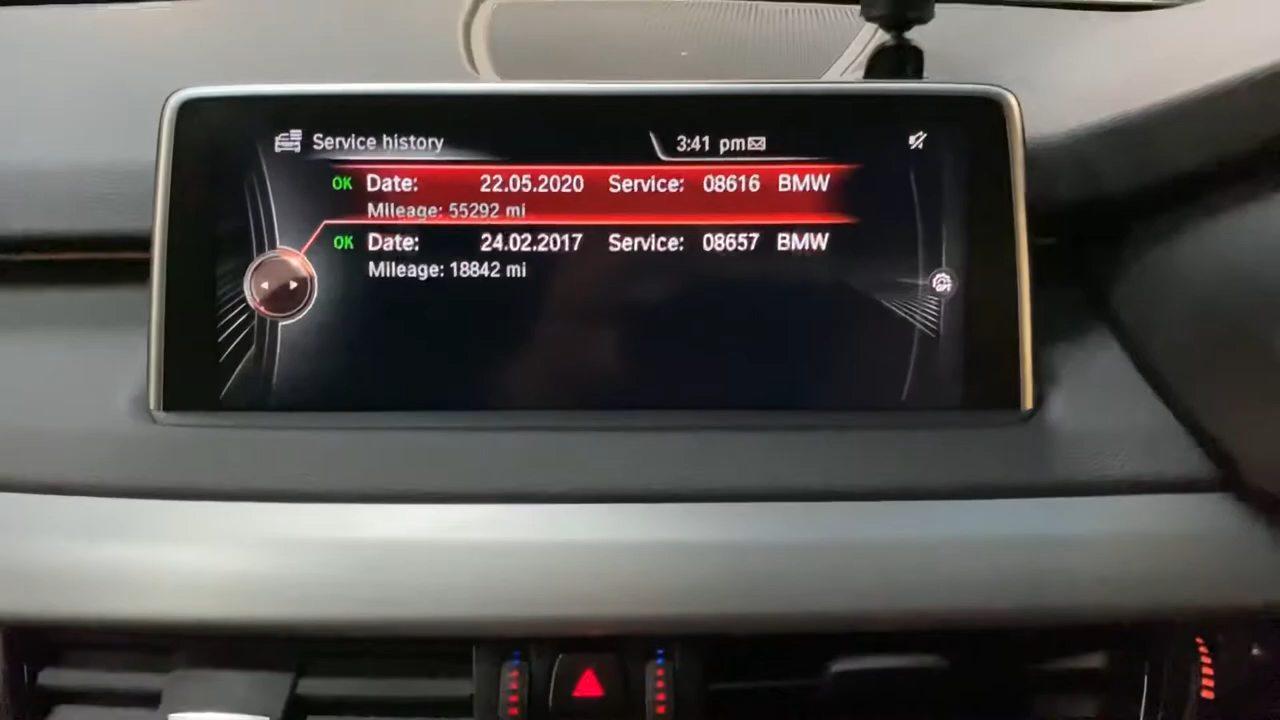 Service history
3:41 pm
OK Date: 22.05.2020 Service: 08616 BMW
Mileage: 55292 mi
OK Date: 24.02.2017 Service: 08657 BMW
Mileage: 18842 mi
OPT